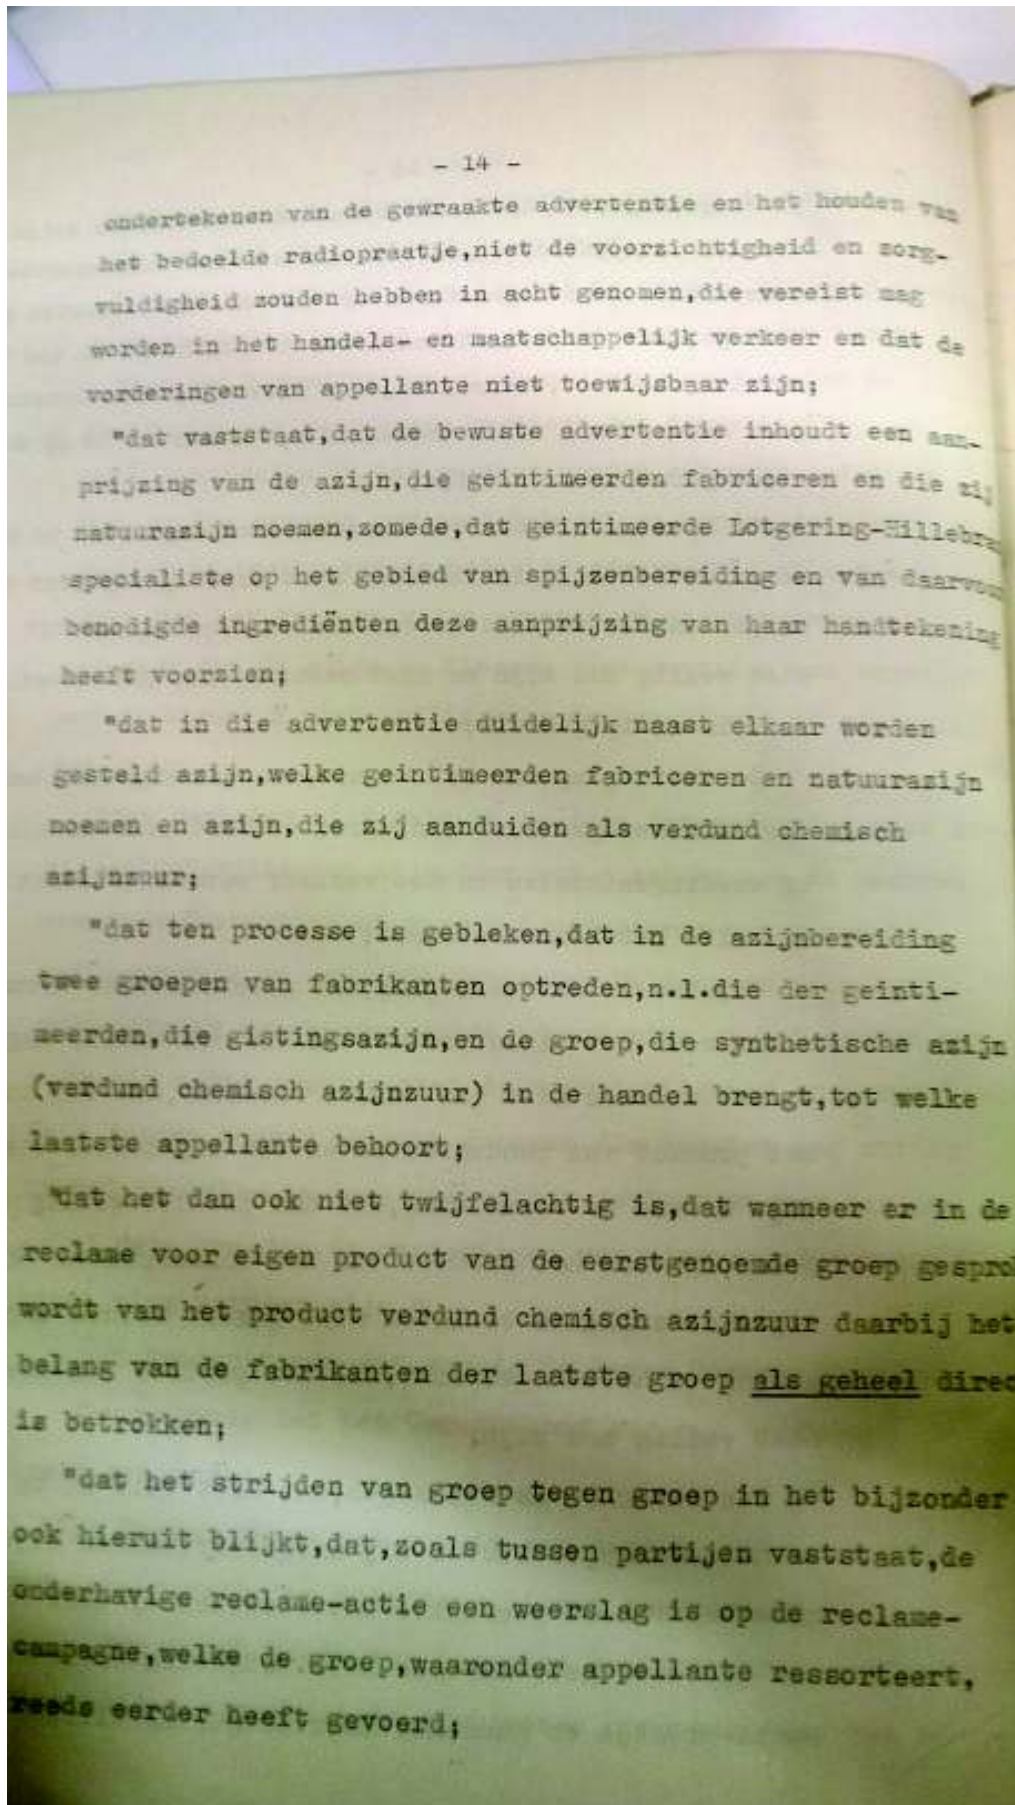 - 14 -
ondertekenen van de gewraakte advertentie en het houden van
het bedoelde radiopraatje,niet de voorzichtigheid en zorg-
vuldigheid zouden hebben in acht genomen,die vereist mag
worden in het handels- en maatschappelijk verkeer en dat de
vorderingen van appellante niet toewijsbaar zijn;
"dat vaststaat,dat de bewuste advertentie inhoudt een aan-
prijzing van de azijn,die geintimeerden fabriceren en die zij
natuurazijn noemen,zomede,dat geintimeerde Lotgering-Hillebra
specialiste op het gebied van spijzenbereiding en van daarvoo
benodigde ingrediënten deze aanprijzing van haar handtekening
heeft voorzien;
"dat in die advertentie duidelijk naast elkaar worden
gesteld azijn,welke geintimeerden fabriceren en natuurazijn
noemen en azijn,die zij aanduiden als verdund chemisch
azijnzuur;
"dat ten processe is gebleken,dat in de azijnbereiding
twee groepen van fabrikanten optreden,n.l.die der geinti-
meerden,die gistingsazijn,en de groep,die synthetische azijn
(verdund chemisch azijnzuur) in de handel brengt,tot welke
laatste appellante behoort;
"dat het dan ook niet twijfelachtig is,dat wanneer er in de
reclame voor eigen product van de eerstgenoemde groep gespro
wordt van het product verdund chemisch azijnzuur daarbij het
belang van de fabrikanten der laatste groep als geheel direc
is betrokken;
"dat het strijden van groep tegen groep in het bijzonder
ook hieruit blijkt,dat,zoals tussen partijen vaststaat,de
onderhavige reclame-actie een weerslag is op de reclame-
campagne,welke de groep,waaronder appellante ressorteert,
reeds eerder heeft gevoerd;